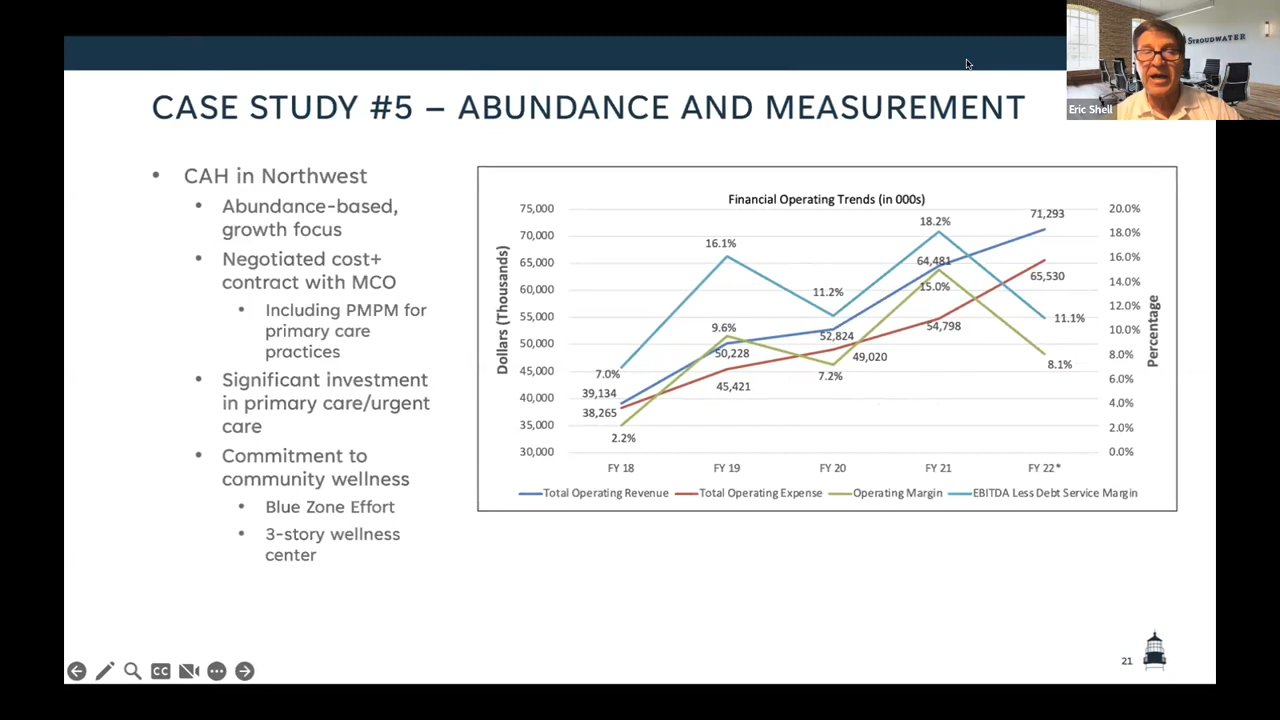 STROUDWATER
Eric Shell
CASE STUDY #5 – ABUNDANCE AND MEASUREMENT
• CAH in Northwest
• Abundance-based,
growth focus
• Negotiated cost+
contract with MCO
• Including PMPM for
primary care
practices
• Significant investment
in primary care/urgent
care
• Commitment to
community wellness
• Blue Zone Effort
• 3-story wellness
center
Financial Operating Trends (in 000s)
Dollars (Thousands)
75,000
70,000
65,000
60,000
55,000
50,000
45,000
40,000
35,000
30,000
7.0%
39,134
38,265
2.2%
16.1%
9.6%
50,228
45,421
11.2%
52,824
49,020
7.2%
18.2%
64,481
15.0%
54,798
71,293
65,530
11.1%
8.1%
20.0%
18.0%
16.0%
14.0%
12.0%
10.0%
8.0%
6.0%
4.0%
2.0%
0.0%
Percentage
FY 18 FY 19 FY 20 FY 21 FY 22*
Total Operating Revenue Total Operating Expense Operating Margin EBITDA Less Debt Service Margin
21
CC